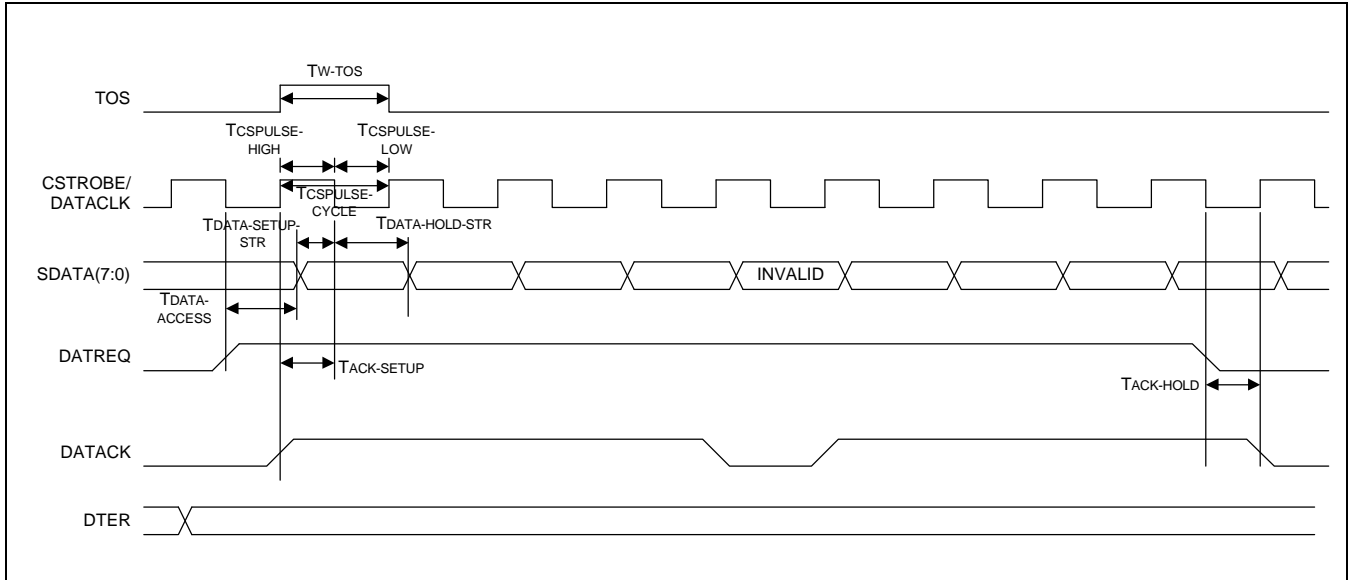 TW-TOS
TOS
TCSPULSE-
HIGH
TCSPULSE-
LOW
CSTROBE/
DATACLK
TCSPULSE-
CYCLE
TDATA-SETUP-
STR
TDATA-HOLD-STR
SDATA(7:0)
INVALID
TDATA-
ACCESS
DATREQ
TACK-SETUP
TACK-HOLD
DATACK
DTER